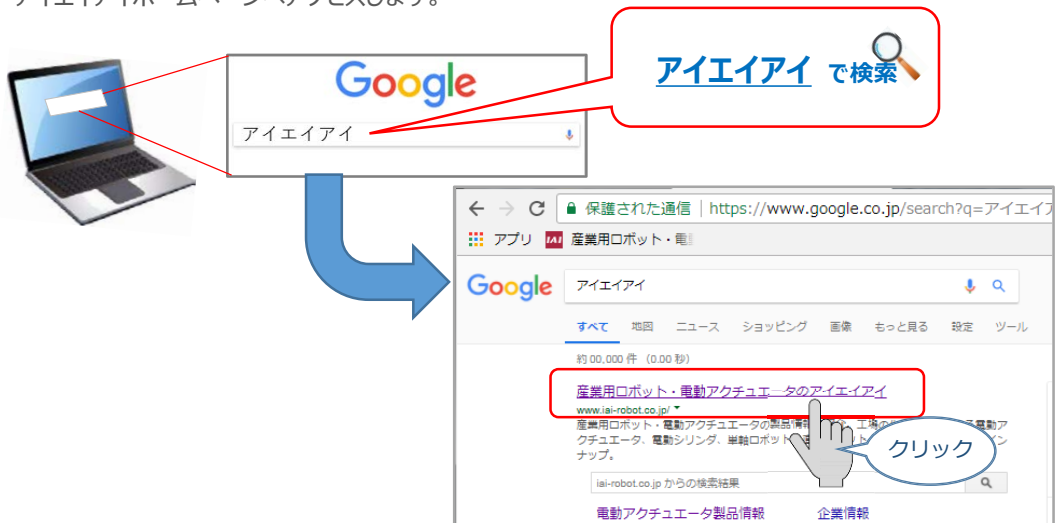 アイエイアイホームページへアクセスします。
Google
アイエイアイ で検索
アイエイアイ
保護された通信 | https://www.google.co.jp/search?q=アイエイア
アプリ IAI 産業用ロボット・電
Google アイエイアイ
すべて 地図 ニュース ショッピング 画像 もっと見る 設定 ツール
約 00,000 件 (0.00 秒)
産業用ロボット・電動アクチュエータのアイエイアイ
www.iai-robot.co.jp/
産業用ロボット・電動アクチュエータの製品情報 工場の 電動ア
クチュエータ、電動シリンダ、単軸ロボット イン
ナップ。
クリック
iai-robot.co.jp からの検索結果
電動アクチュエータ製品情報 企業情報